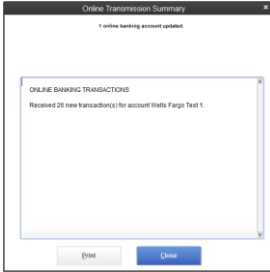 Online Transmission Summary
1 online banking account updated.
ONLINE BANKING TRANSACTIONS
Received 26 new transaction(s) for account Wells Fargo Test 1.
Print
Close